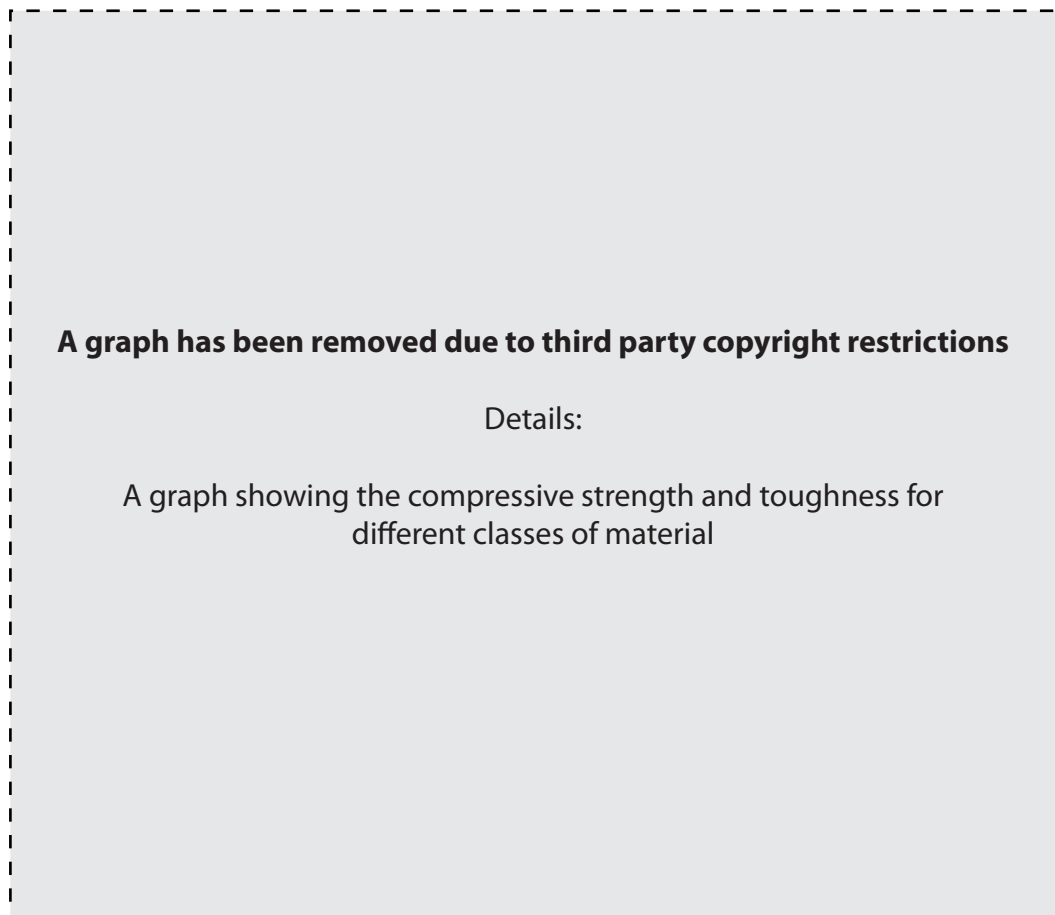 A graph has been removed due to third party copyright restrictions
Details:
A graph showing the compressive strength and toughness for
different classes of material